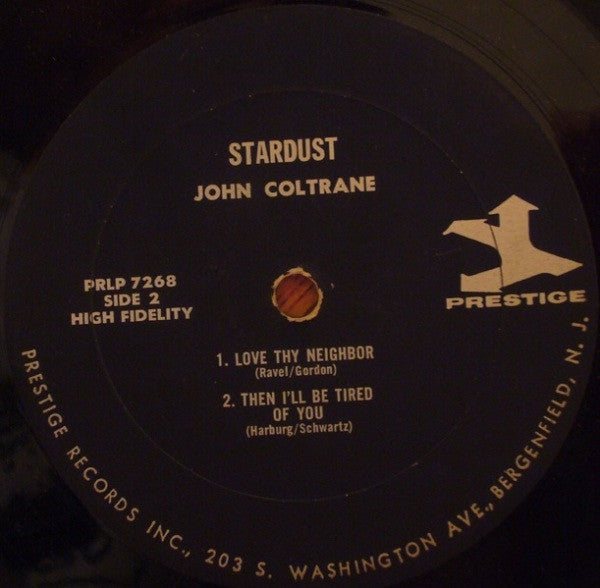 STARDUST
JOHN COLTRANE
PRLP 7268
SIDE 2
HIGH FIDELITY
PRESTIGE
1. LOVE THY NEIGHBOR
(Ravel/Gordon)
2. THEN I'LL BE TIRED
OF YOU
(Harburg/Schwartz)
PRESTIGE RECORDS INC., 203 S. WASHINGTON AVE., BERGENFIELD, N. J.